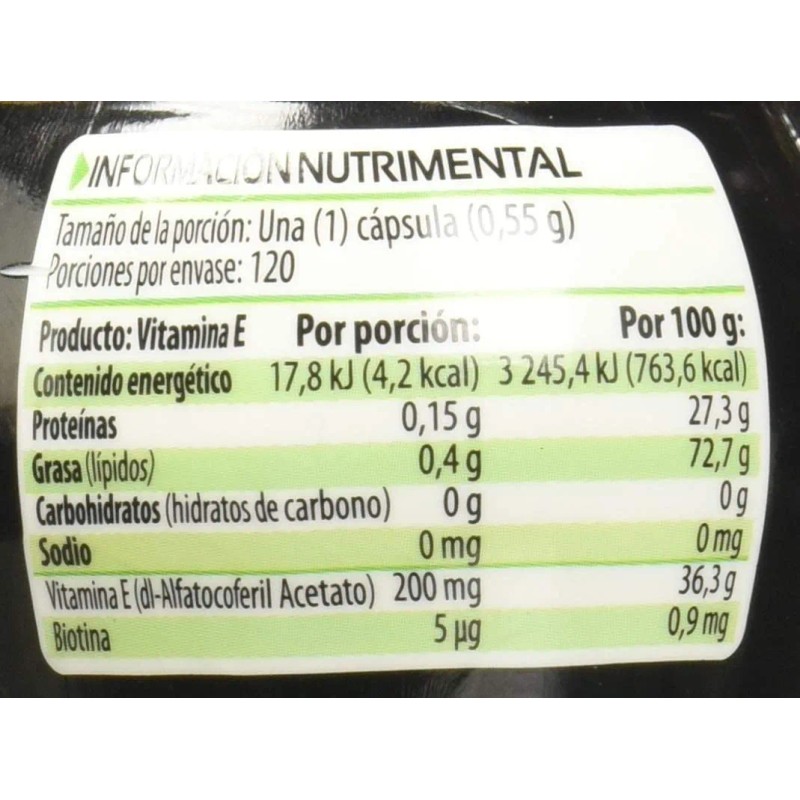 INFORMACIÓN NUTRIMENTAL
Tamaño de la porción: Una (1) cápsula (0,55 g)
Porciones por envase: 120
Producto: Vitamina E Por porción: Por 100 g:
Contenido energético 17,8 kJ (4,2 kcal) 3 245,4 kJ (763,6 kcal)
Proteínas 0,15 g 27,3 g
Grasa (lípidos) 0,4 g 72,7 g
Carbohidratos (hidratos de carbono) 0 g 0 g
Sodio 0 mg 0 mg
Vitamina E (dl-Alfatocoferil Acetato) 200 mg 36,3 g
Biotina 5 µg 0,9 mg